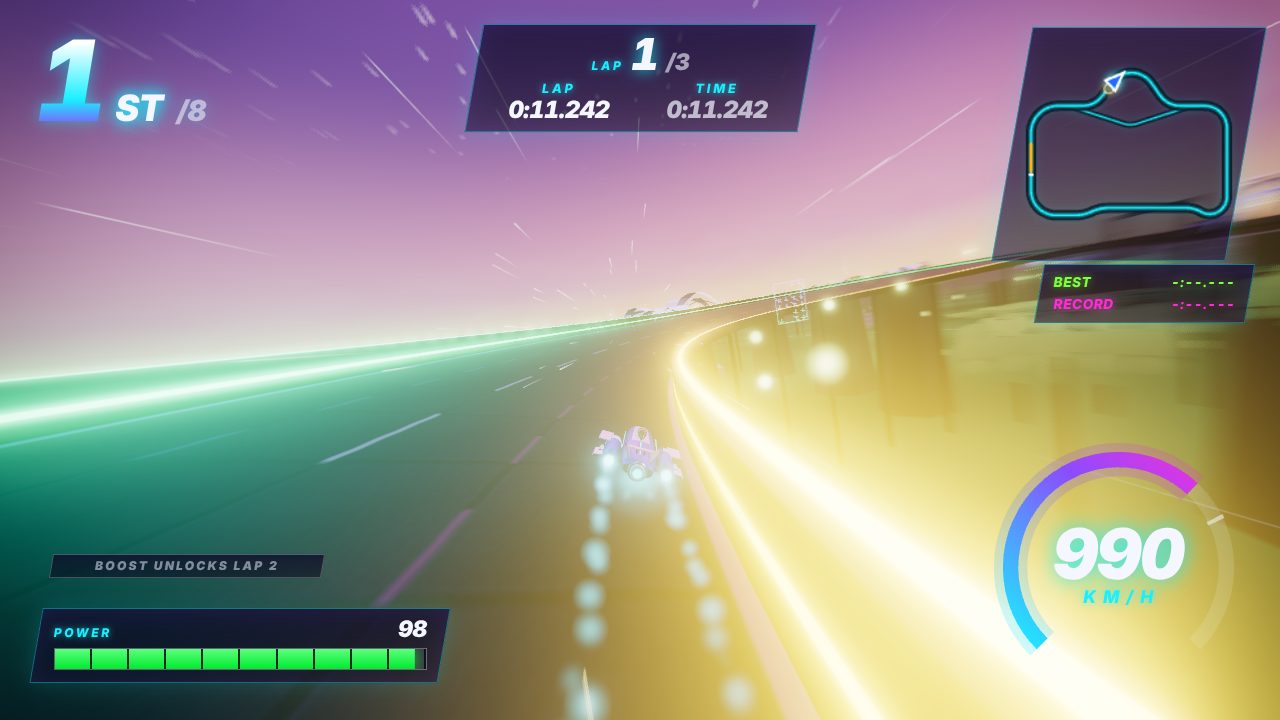 1 ST /8
LAP 1 /3
LAP TIME
0:11.242 0:11.242
BEST -:--.---
RECORD -:--.---
BOOST UNLOCKS LAP 2
POWER 98
990
KM/H